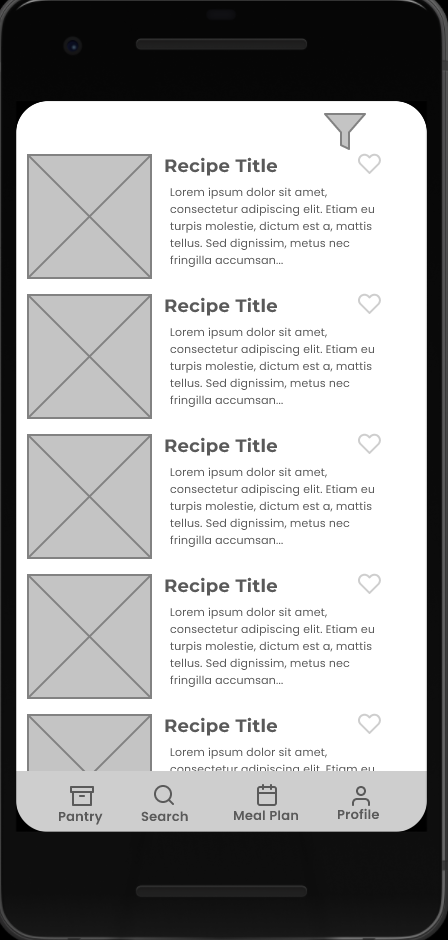 Recipe Title
Lorem ipsum dolor sit amet,
consectetur adipiscing elit. Etiam eu
turpis molestie, dictum est a, mattis
tellus. Sed dignissim, metus nec
fringilla accumsan...
Recipe Title
Lorem ipsum dolor sit amet,
consectetur adipiscing elit. Etiam eu
turpis molestie, dictum est a, mattis
tellus. Sed dignissim, metus nec
fringilla accumsan...
Recipe Title
Lorem ipsum dolor sit amet,
consectetur adipiscing elit. Etiam eu
turpis molestie, dictum est a, mattis
tellus. Sed dignissim, metus nec
fringilla accumsan...
Recipe Title
Lorem ipsum dolor sit amet,
consectetur adipiscing elit. Etiam eu
turpis molestie, dictum est a, mattis
tellus. Sed dignissim, metus nec
fringilla accumsan...
Recipe Title
Lorem ipsum dolor sit amet,
consectetur adipiscing elit. Etiam eu
Pantry Search Meal Plan Profile